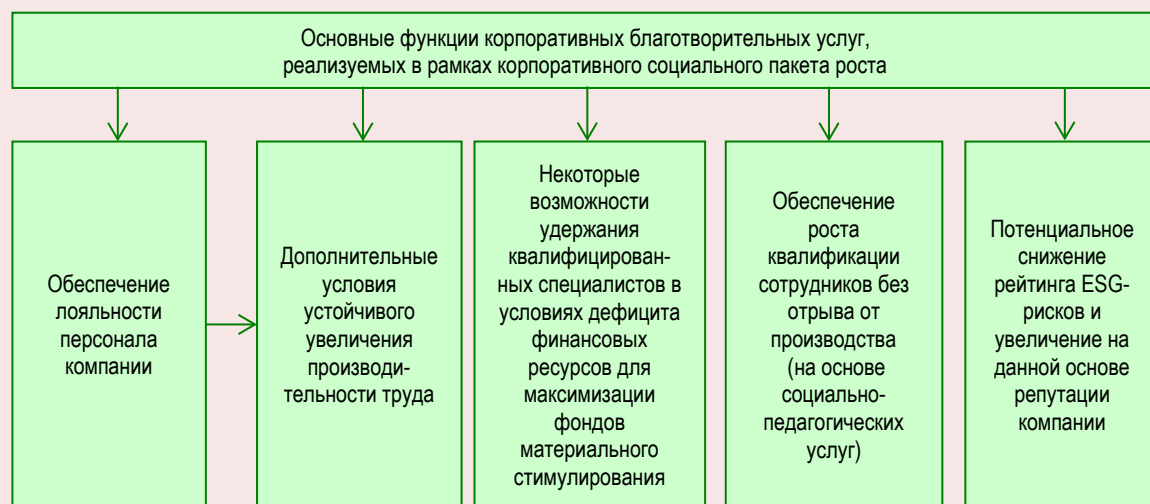 Основные функции корпоративных благотворительных услуг,
реализуемых в рамках корпоративного социального пакета роста
Обеспечение
лояльности
персонала
компании
Дополнительные
условия
устойчивого
увеличения
производи-
тельности труда
Некоторые
возможности
удержания
квалифицирован-
ных специалистов в
условиях дефицита
финансовых
ресурсов для
максимизации
фондов
материального
стимулирования
Обеспечение
роста
квалификации
сотрудников без
отрыва от
производства
(на основе
социально-
педагогических
услуг)
Потенциальное
снижение
рейтинга ESG-
рисков и
увеличение на
данной основе
репутации
компании